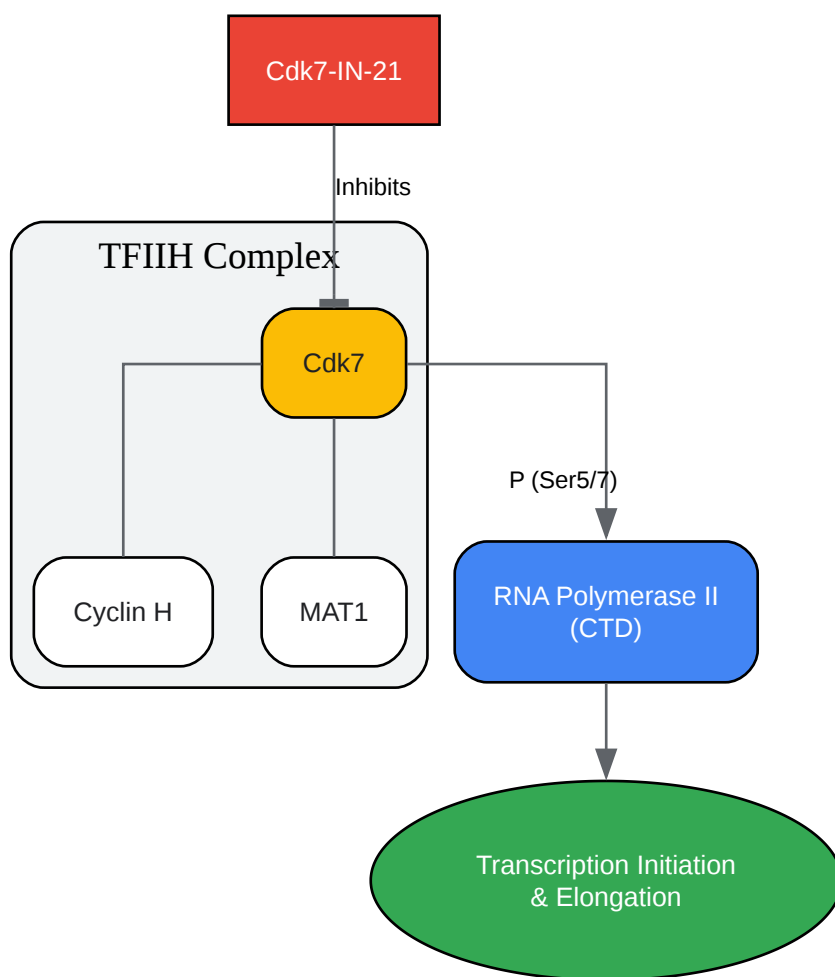 Cdk7-IN-21
Inhibits
TFIIH Complex
Cdk7
P (Ser5/7)
Cyclin H
MAT1
RNA Polymerase II
(CTD)
Transcription Initiation
& Elongation